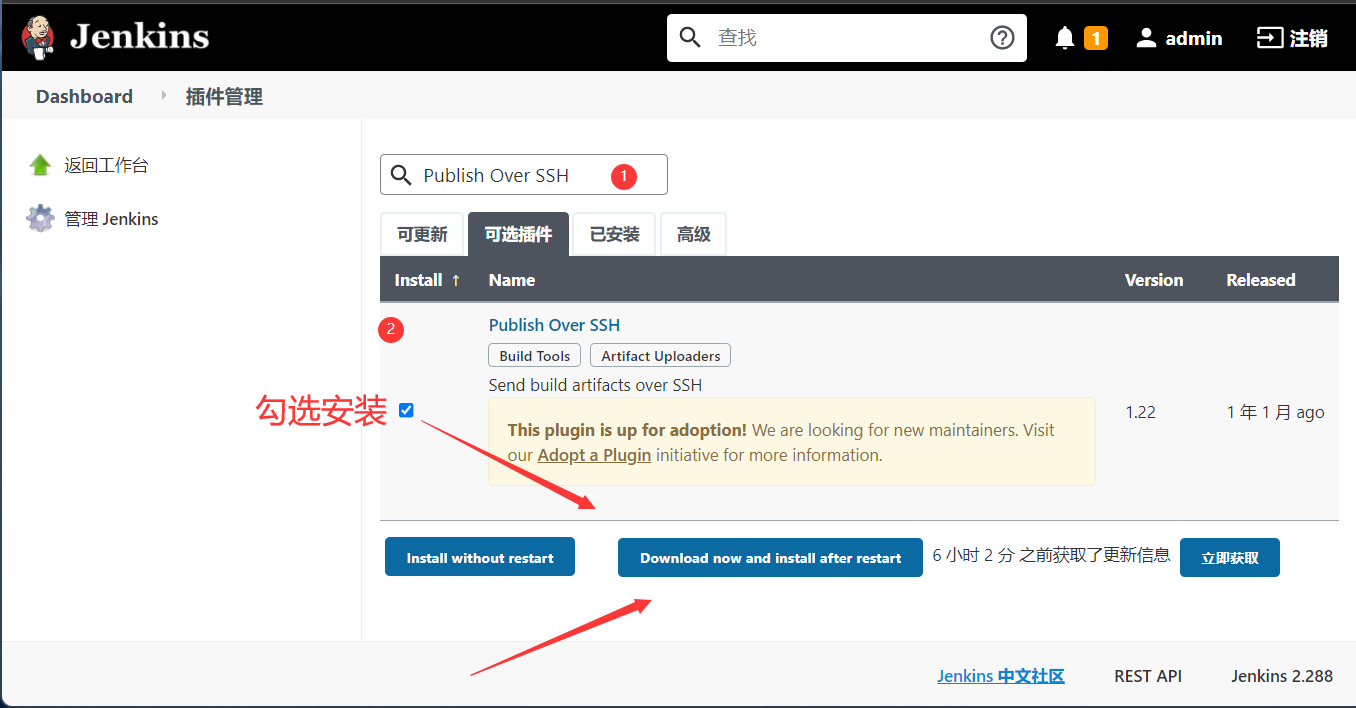 Jenkins
查找
1
admin
注销
Dashboard
插件管理
返回工作台
管理 Jenkins
Publish Over SSH
1
可更新
可选插件
已安装
高级
Install ↑
Name
Version
Released
2
Publish Over SSH
Build Tools
Artifact Uploaders
Send build artifacts over SSH
勾选安装
This plugin is up for adoption! We are looking for new maintainers. Visit
our Adopt a Plugin initiative for more information.
1.22
1 年 1 月 ago
Install without restart
Download now and install after restart
6 小时 2 分 之前获取了更新信息
立即获取
Jenkins 中文社区
REST API
Jenkins 2.288